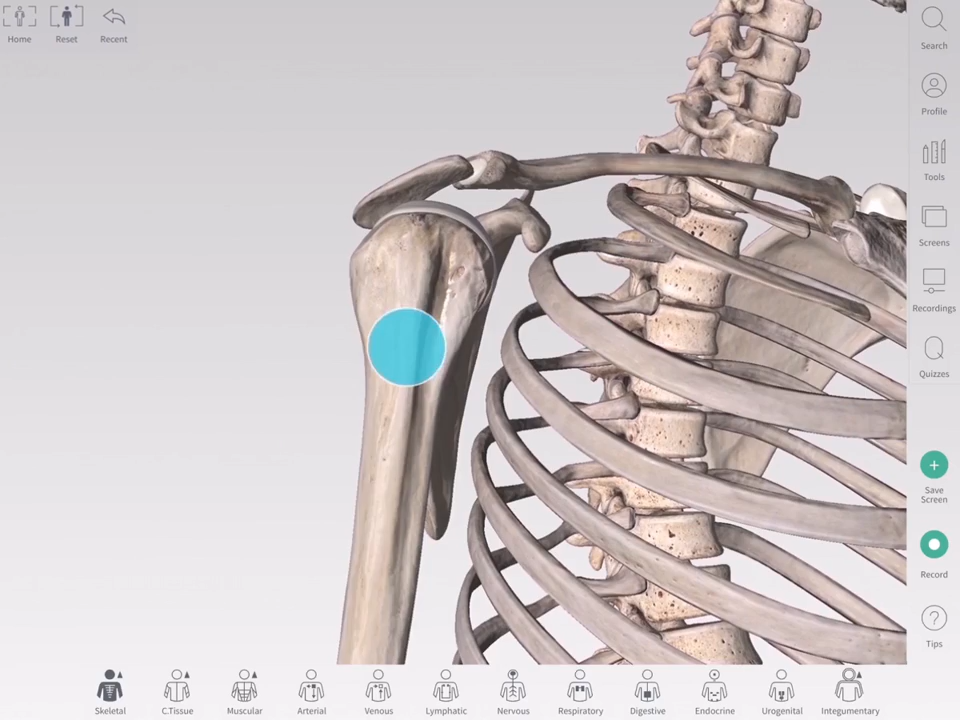 Home
Reset
Recent
Search
Profile
Tools
Screens
Recordings
Quizzes
Save
Screen
Record
Tips
Skeletal
C.Tissue
Muscular
Arterial
Venous
Lymphatic
Nervous
Respiratory
Digestive
Endocrine
Urogenital
Integumentary